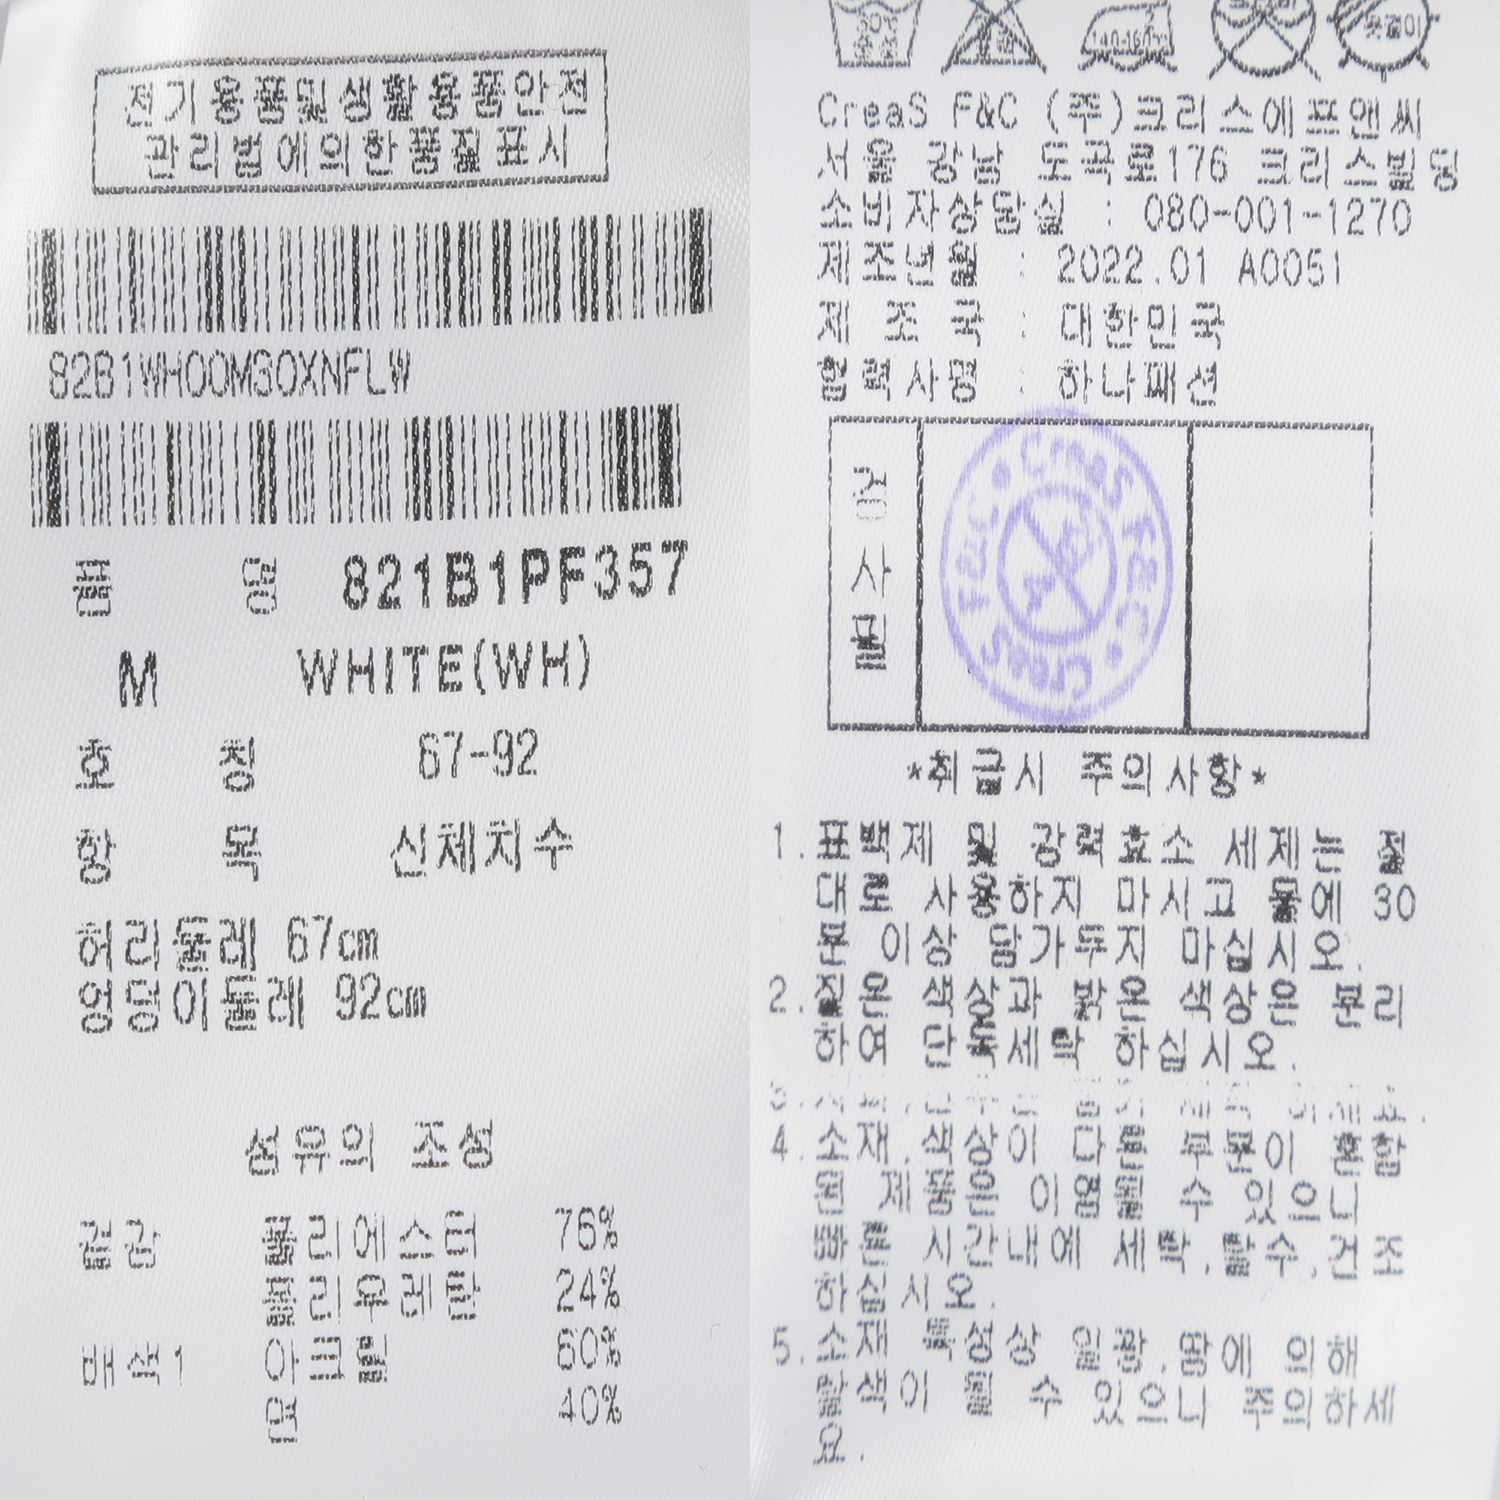 전기용품및생활용품안전
관리법에의한품질표시
82B1WH00M30XNFLW
품 명 821B1PF357
M WHITE(WH)
호 칭 67-92
항 목 신체치수
허리둘레 67cm
엉덩이둘레 92cm
섬유의 조성
겉감 폴리에스터 76%
폴리우레탄 24%
배색1 아크릴 60%
면 40%
140-160℃
옷걸이
CreaS F&C (주)크리스에프앤씨
서울 강남 도곡로176 크리스빌딩
소비자상담실 : 080-001-1270
제조년월 : 2022.01 A0051
제 조 국 : 대한민국
협력사명 : 하나패션
검사필
CreaS F&C • CreaS F&C •
*취급시 주의사항*
1.표백제 및 강력효소 세제는 절
대로 사용하지 마시고 물에 30
분 이상 담가두지 마십시오.
2.짙은 색상과 밝은 색상은 분리
하여 단독세탁 하십시오.
3.
4.소재.색상이 다른 부분이 혼합
된 제품은 이염될 수 있으니
빠른 시간내에 세탁.탈수.건조
하십시오.
5.소재 특성상 일광.땀에 의해
탈색이 될 수 있으니 주의하세
요.